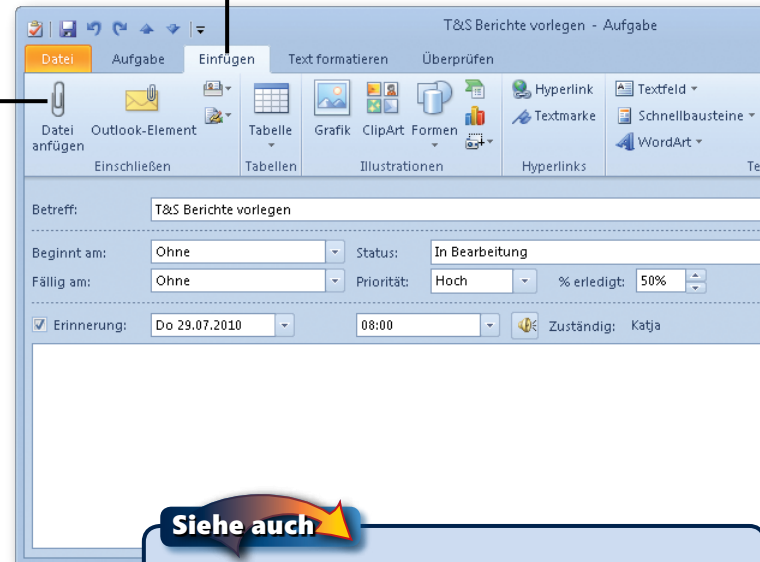 T&S Berichte vorlegen - Aufgabe
Datei Aufgabe Einfügen Text formatieren Überprüfen
Datei anfügen
Outlook-Element
Tabelle
Grafik ClipArt Formen
Hyperlink
Textmarke
Textfeld
Schnellbausteine
WordArt
Einschließen Tabellen Illustrationen Hyperlinks Te
Betreff: T&S Berichte vorlegen
Beginnt am: Ohne Status: In Bearbeitung
Fällig am: Ohne Priorität: Hoch % erledigt: 50%
Erinnerung: Do 29.07.2010 08:00 Zuständig: Katja
Siehe auch